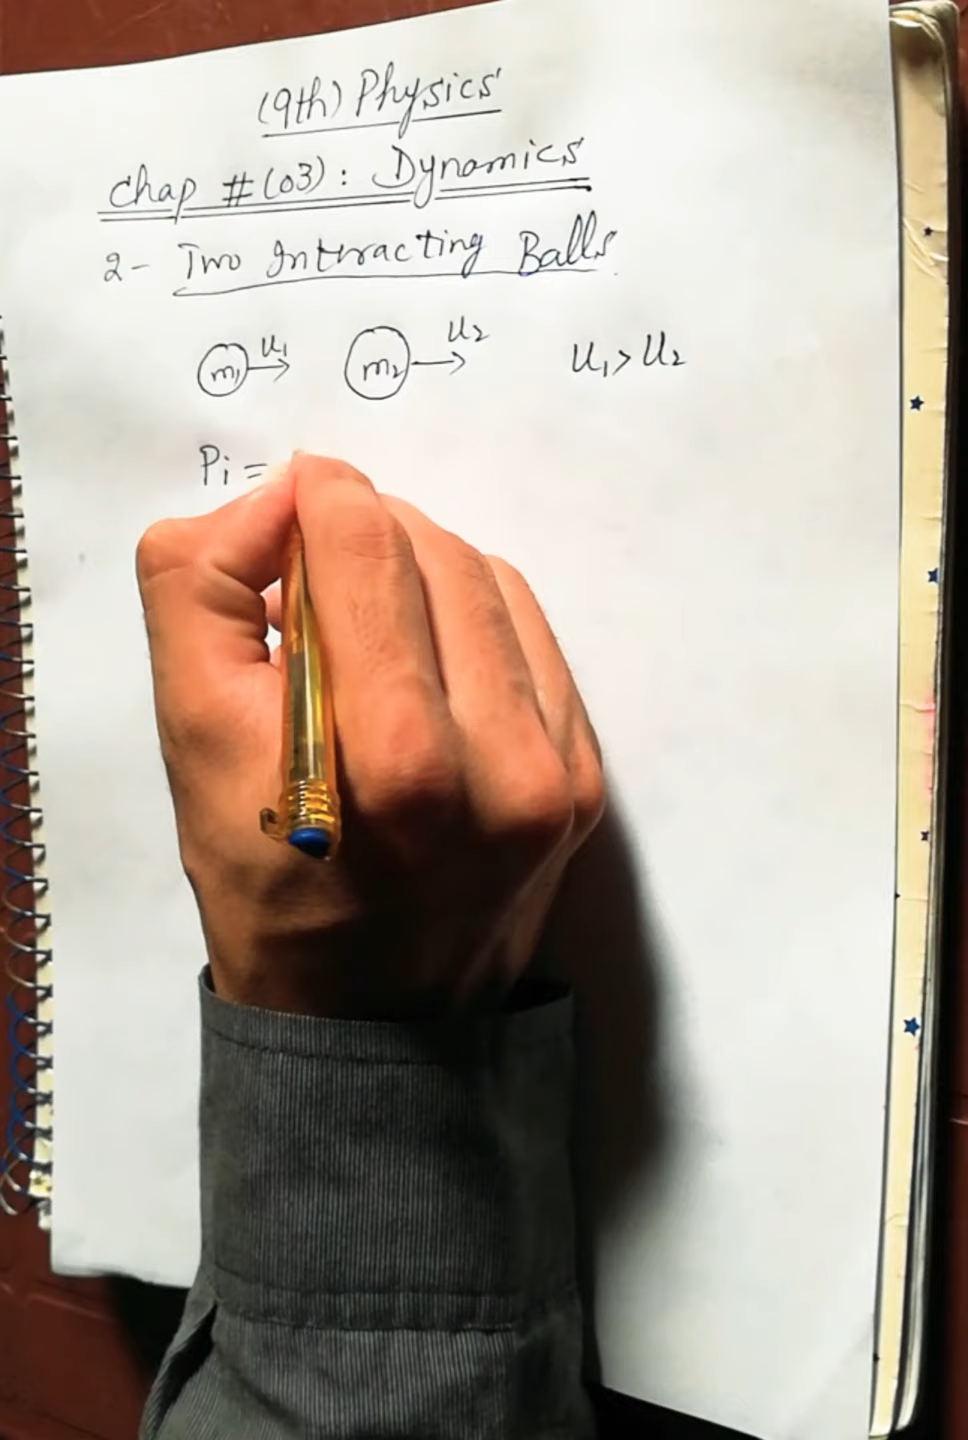 (9th) Physics
Chap # (03): Dynamics
2- Two Interacting Balls
m₁ U₁ m₂ U₂ U₁ > U₂
Pi =